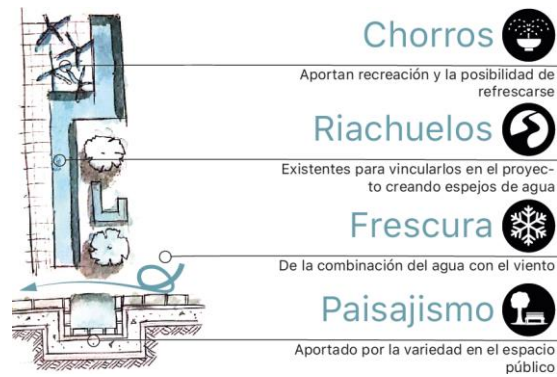 Chorros
Aportan recreación y la posibilidad de
refrescarse
Riachuelos
Existentes para vincularlos en el proyec-
to creando espejos de agua
Frescura
De la combinación del agua con el viento
Paisajismo
Aportado por la variedad en el espacio
público